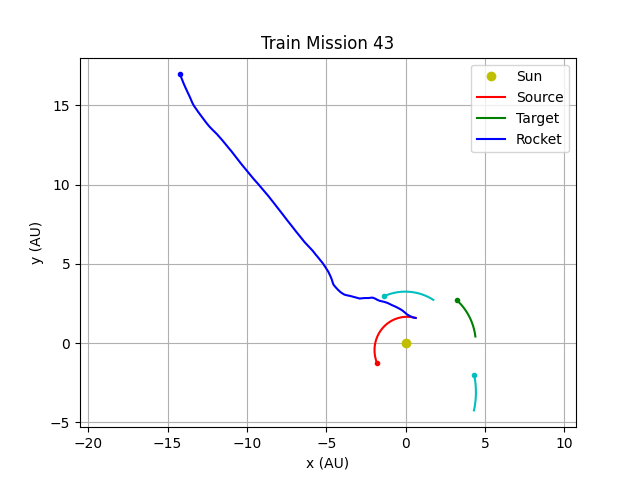 Train Mission 43
Sun
Source
Target
Rocket
15
10
5
0
−5
y (AU)
−20
−15
−10
−5
0
5
10
x (AU)